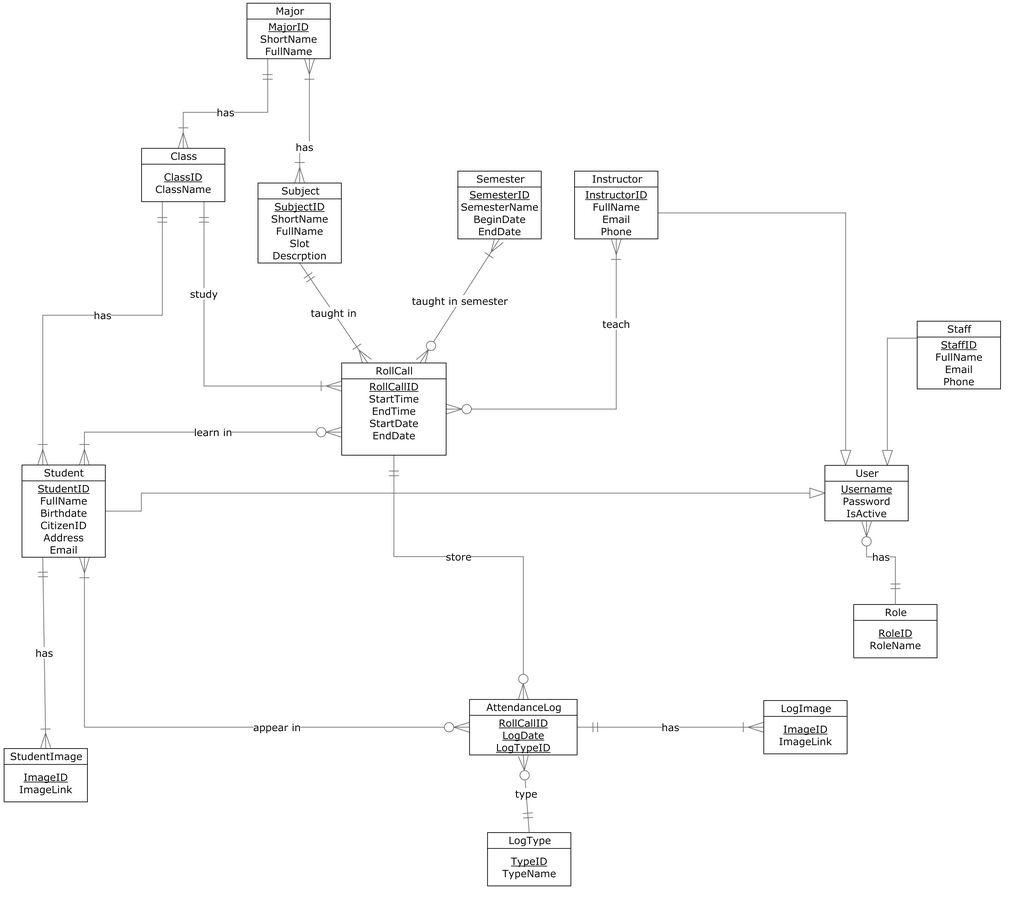 Major
MajorID
ShortName
FullName
has
Class
ClassID
ClassName
has
Subject
SubjectID
ShortName
FullName
Slot
Descrption
Semester
SemesterID
SemesterName
BeginDate
EndDate
Instructor
InstructorID
FullName
Email
Phone
study
taught in semester
has
taught in
teach
Staff
StaffID
FullName
Email
Phone
RollCall
RollCallID
StartTime
EndTime
StartDate
EndDate
learn in
Student
StudentID
FullName
Birthdate
CitizenID
Address
Email
User
Username
Password
IsActive
store
has
Role
RoleID
RoleName
has
AttendanceLog
RollCallID
LogDate
LogTypeID
appear in
has
LogImage
ImageID
ImageLink
StudentImage
ImageID
ImageLink
type
LogType
TypeID
TypeName